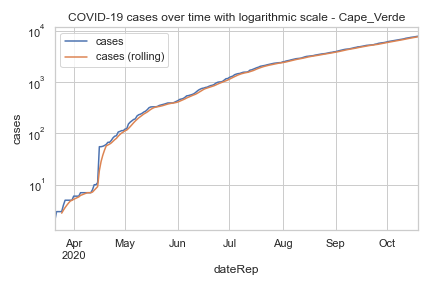 COVID-19 cases over time with logarithmic scale - Cape_Verde
cases
cases (rolling)
10^4
10^3
10^2
10^1
cases
Apr
2020
May
Jun
Jul
Aug
Sep
Oct
dateRep